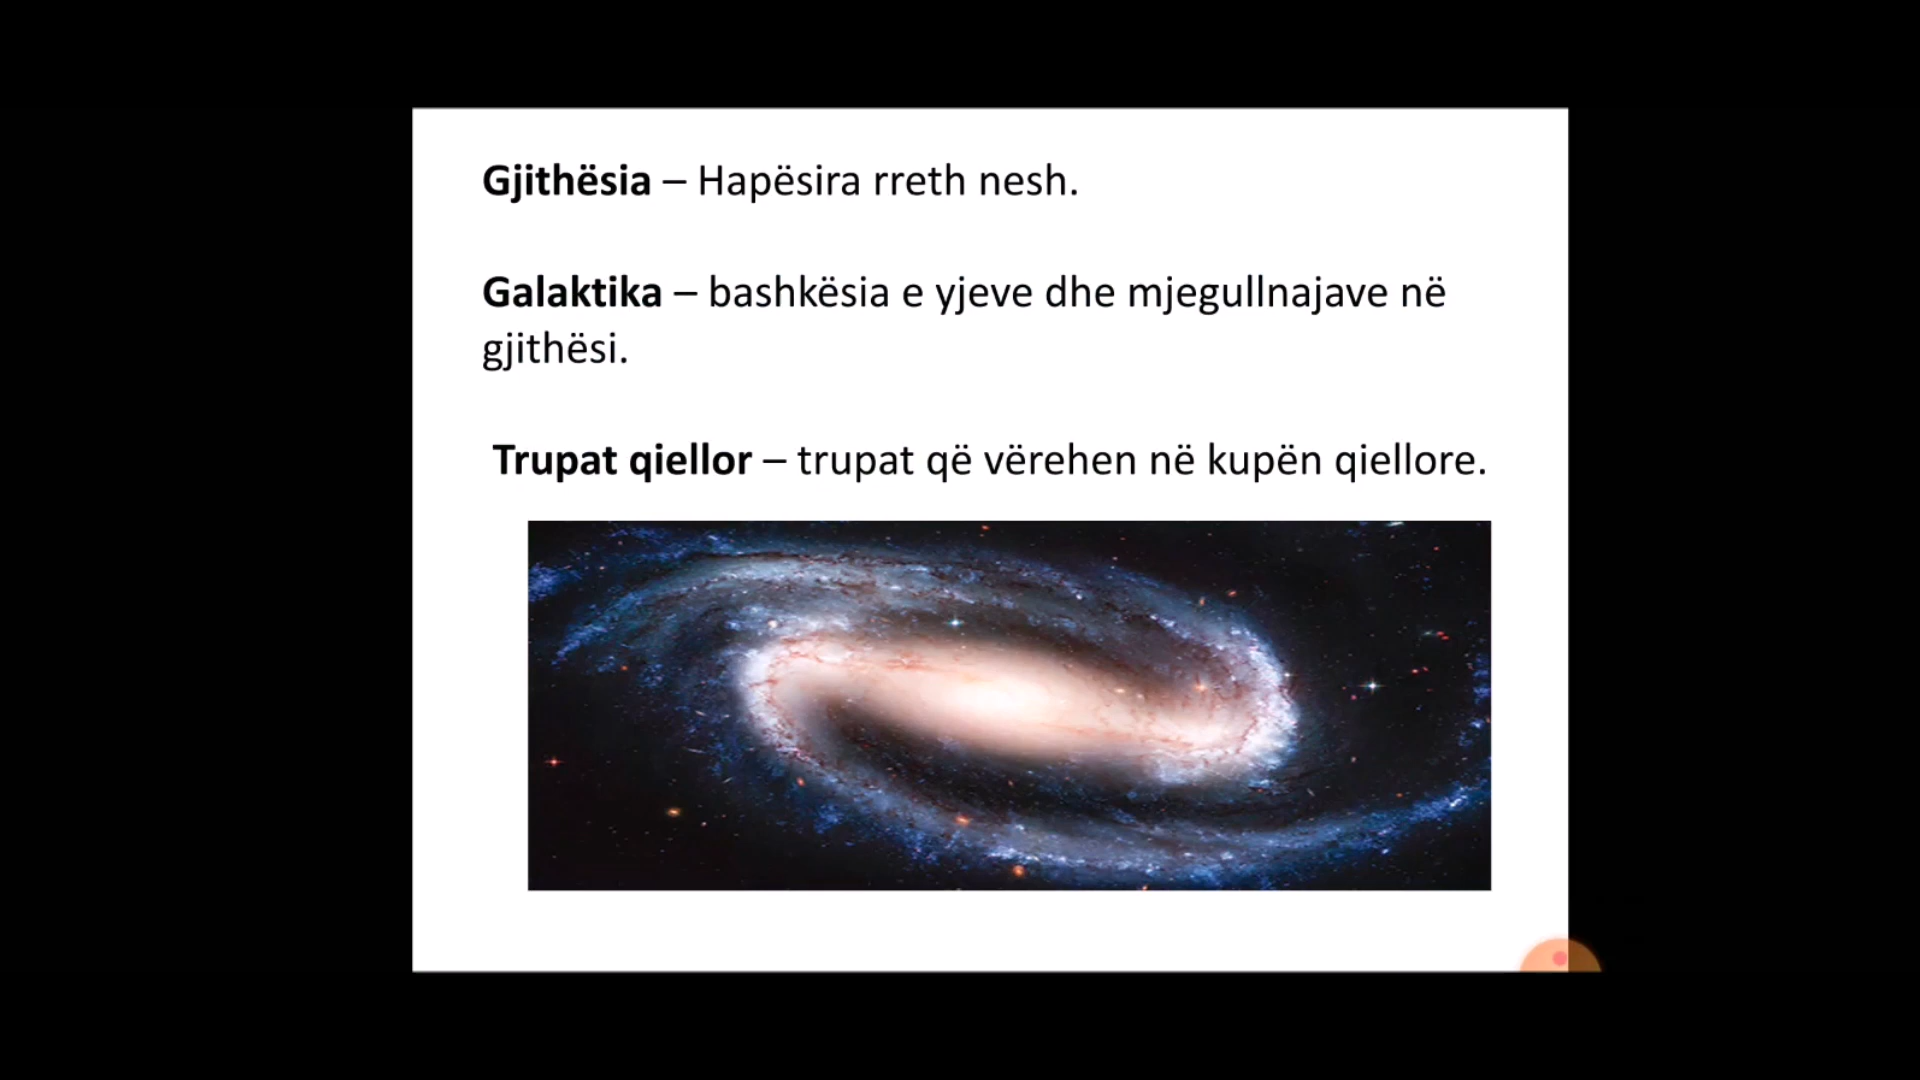 Gjithësia – Hapësira rreth nesh.
Galaktika – bashkësia e yjeve dhe mjegullnajave në
gjithësi.
Trupat qiellor – trupat që vërehen në kupën qiellore.